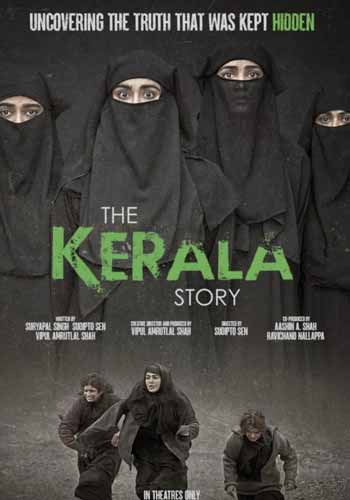 UNCOVERING THE TRUTH THAT WAS KEPT HIDDEN
THE
KERALA
STORY
WRITTEN BY
SURYAPAL SINGH SUDIPTO SEN
VIPUL AMRUTLAL SHAH
CREATIVE DIRECTOR AND PRODUCED BY
VIPUL AMRUTLAL SHAH
DIRECTED BY
SUDIPTO SEN
CO-PRODUCED BY
AASHIN A. SHAH
RAVICHAND NALLAPPA
IN THEATRES ONLY